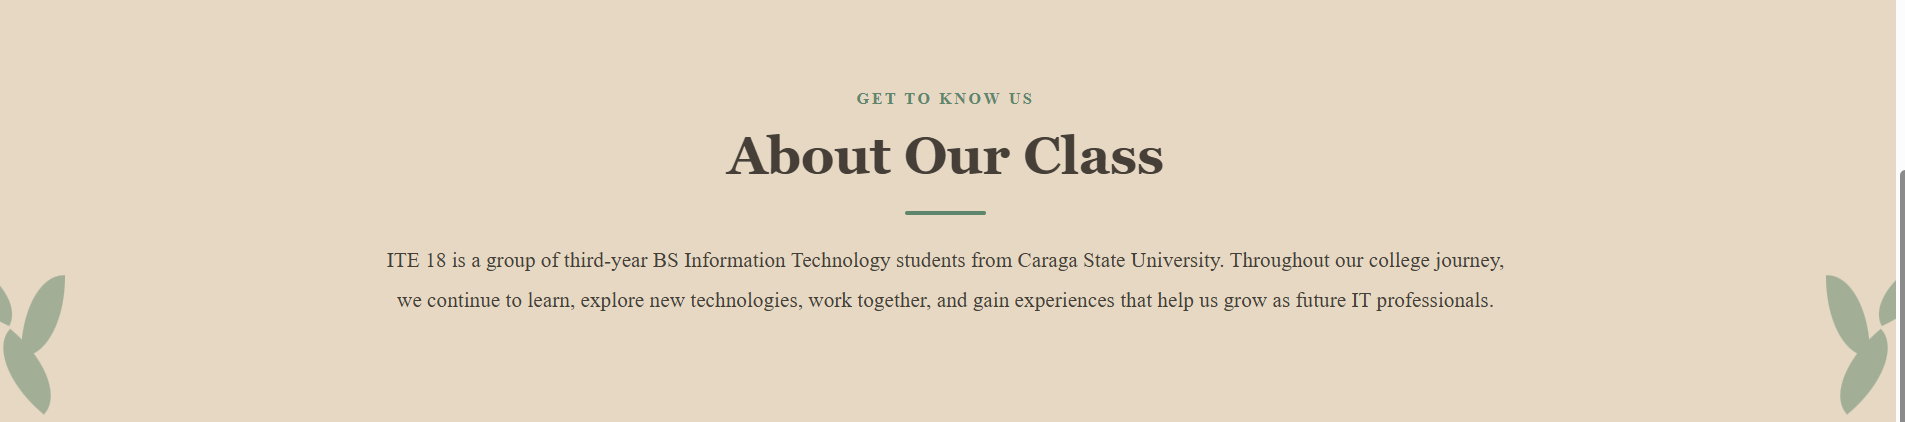 GET TO KNOW US
About Our Class
ITE 18 is a group of third-year BS Information Technology students from Caraga State University. Throughout our college journey,
we continue to learn, explore new technologies, work together, and gain experiences that help us grow as future IT professionals.